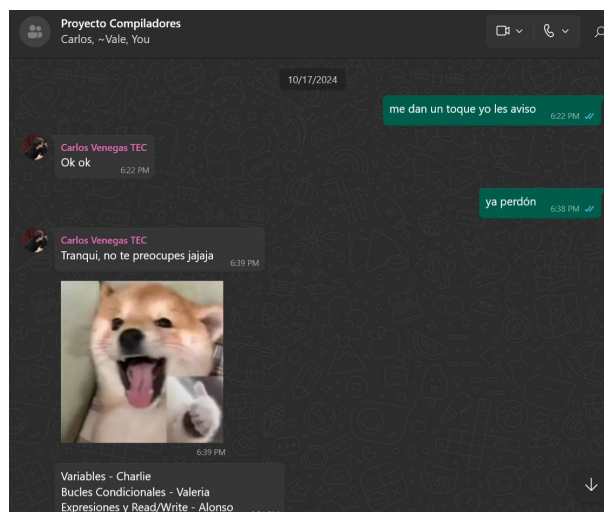 Proyecto Compiladores
Carlos, ~Vale, You
10/17/2024
me dan un toque yo les aviso
6:22 PM
Carlos Venegas TEC
Ok ok
6:22 PM
ya perdón
6:38 PM
Carlos Venegas TEC
Tranqui, no te preocupes jajaja
6:39 PM
6:39 PM
Variables - Charlie
Bucles Condicionales - Valeria
Expresiones y Read/Write - Alonso